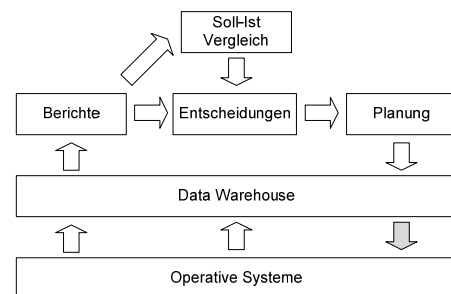 Soll-Ist
Vergleich
Berichte
Entscheidungen
Planung
Data Warehouse
Operative Systeme